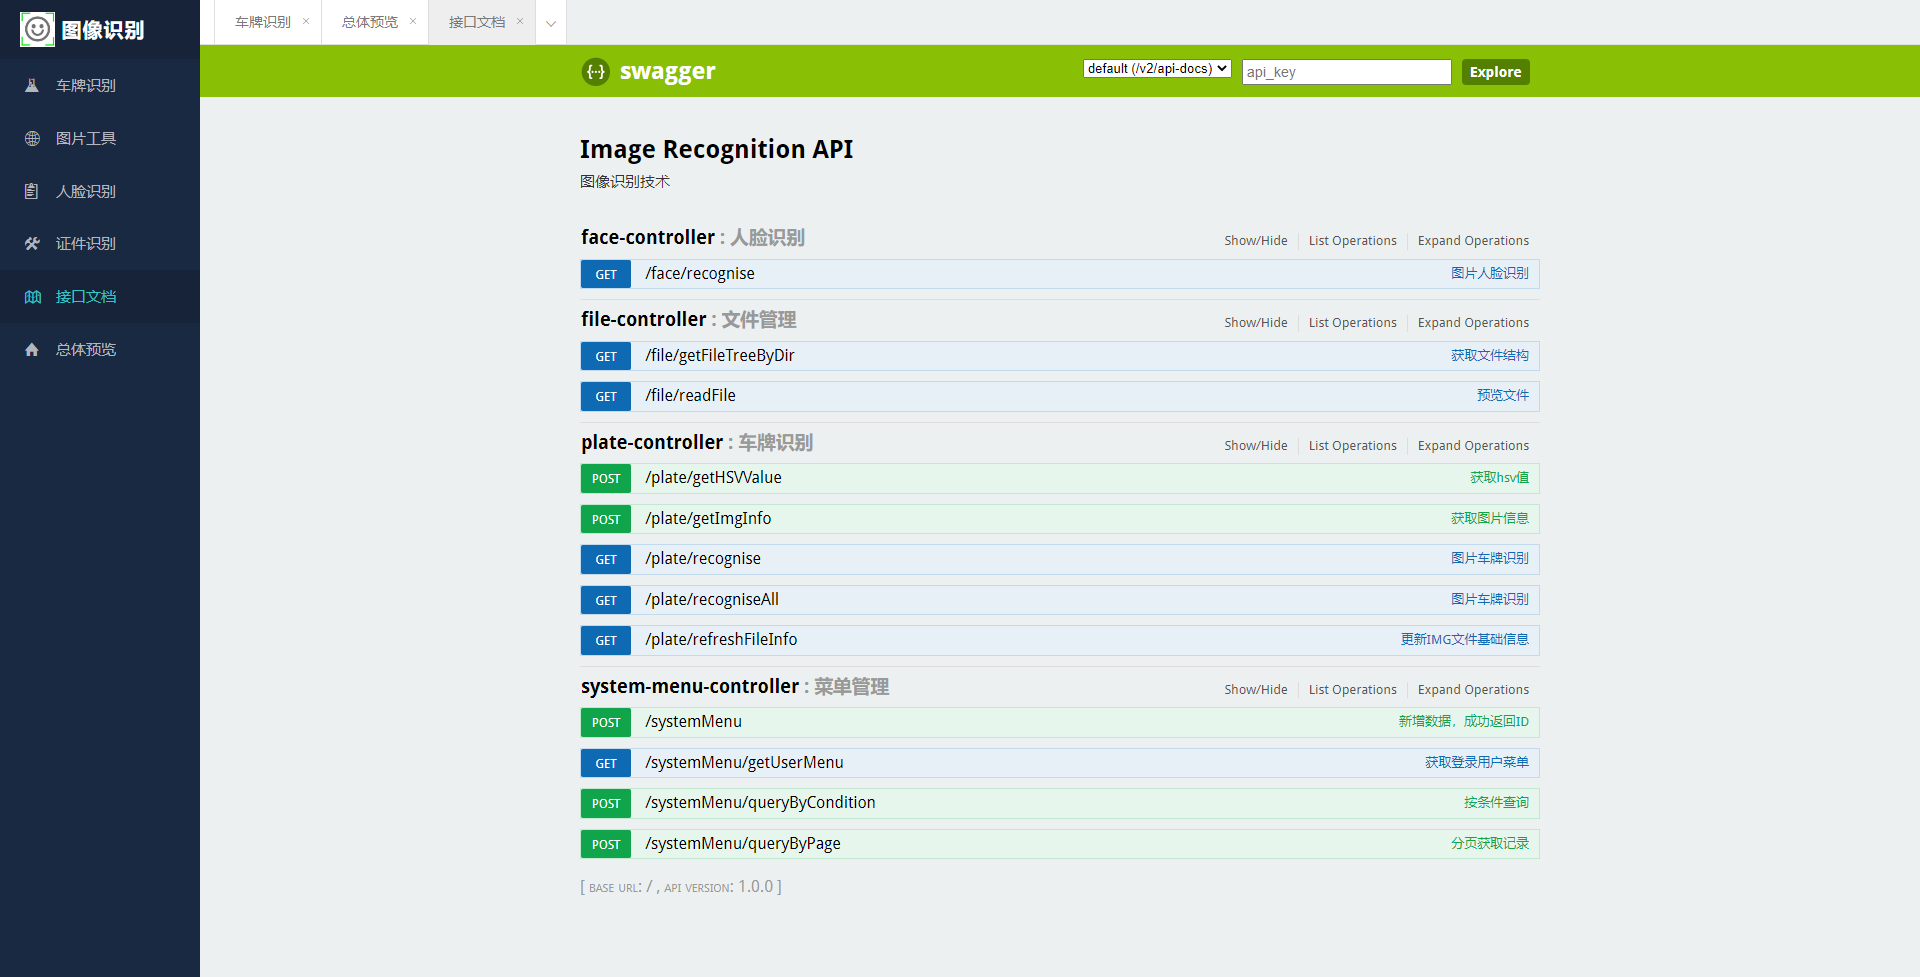 图像识别
车牌识别
图片工具
人脸识别
证件识别
接口文档
总体预览
车牌识别 × 总体预览 × 接口文档 ×
{··} swagger default (/v2/api-docs) api_key Explore
Image Recognition API
图像识别技术
face-controller : 人脸识别 Show/Hide List Operations Expand Operations
GET /face/recognise 图片人脸识别
file-controller : 文件管理 Show/Hide List Operations Expand Operations
GET /file/getFileTreeByDir 获取文件结构
GET /file/readFile 预览文件
plate-controller : 车牌识别 Show/Hide List Operations Expand Operations
POST /plate/getHSVValue 获取hsv值
POST /plate/getImgInfo 获取图片信息
GET /plate/recognise 图片车牌识别
GET /plate/recogniseAll 图片车牌识别
GET /plate/refreshFileInfo 更新IMG文件基础信息
system-menu-controller : 菜单管理 Show/Hide List Operations Expand Operations
POST /systemMenu 新增数据，成功返回ID
GET /systemMenu/getUserMenu 获取登录用户菜单
POST /systemMenu/queryByCondition 按条件查询
POST /systemMenu/queryByPage 分页获取记录
[ BASE URL: / , API VERSION: 1.0.0 ]